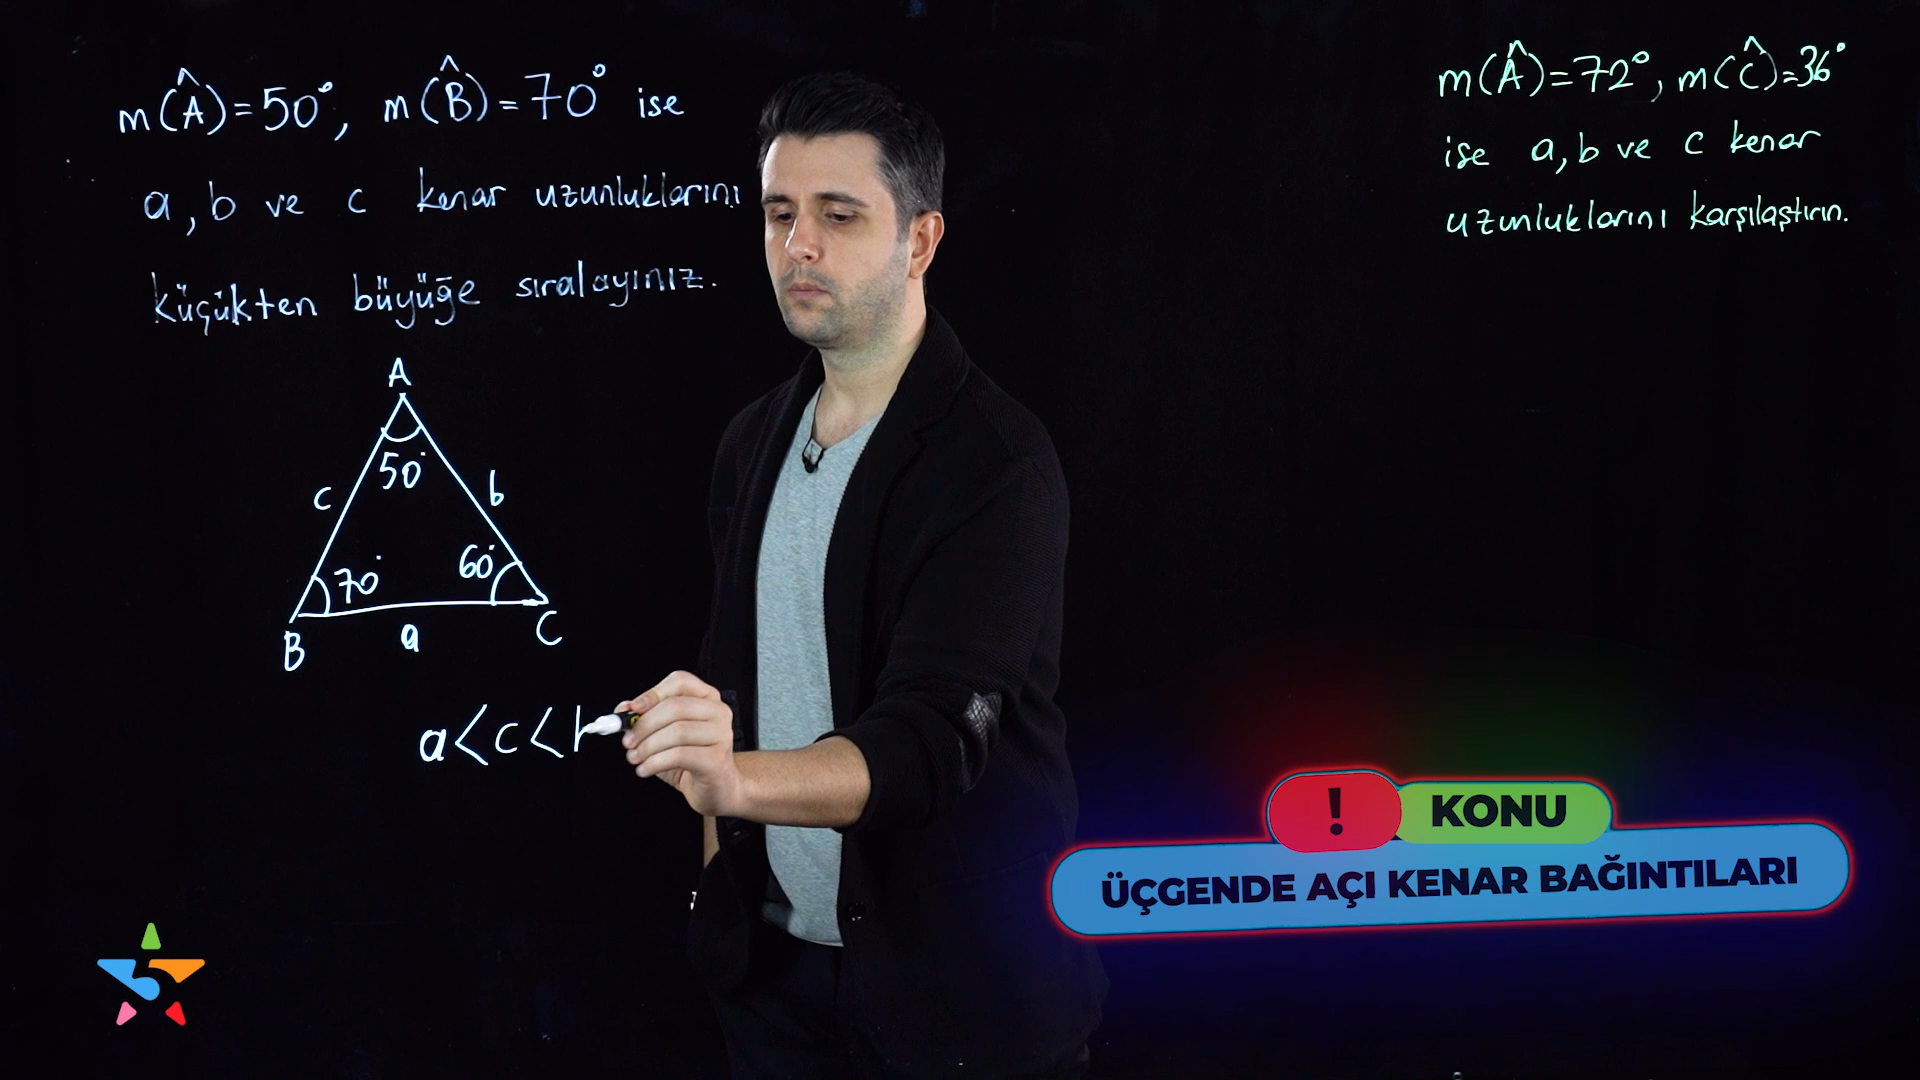 m(Â)=50°, m(B̂)=70° ise
a, b ve c kenar uzunluklarını
küçükten büyüğe sıralayınız.
A
50°
c
b
70°
60°
B
a
C
a<c<
m(Â)=72°, m(Ĉ)=36°
ise a, b ve c kenar
uzunluklarını karşılaştırın.
! KONU
ÜÇGENDE AÇI KENAR BAĞINTILARI
5